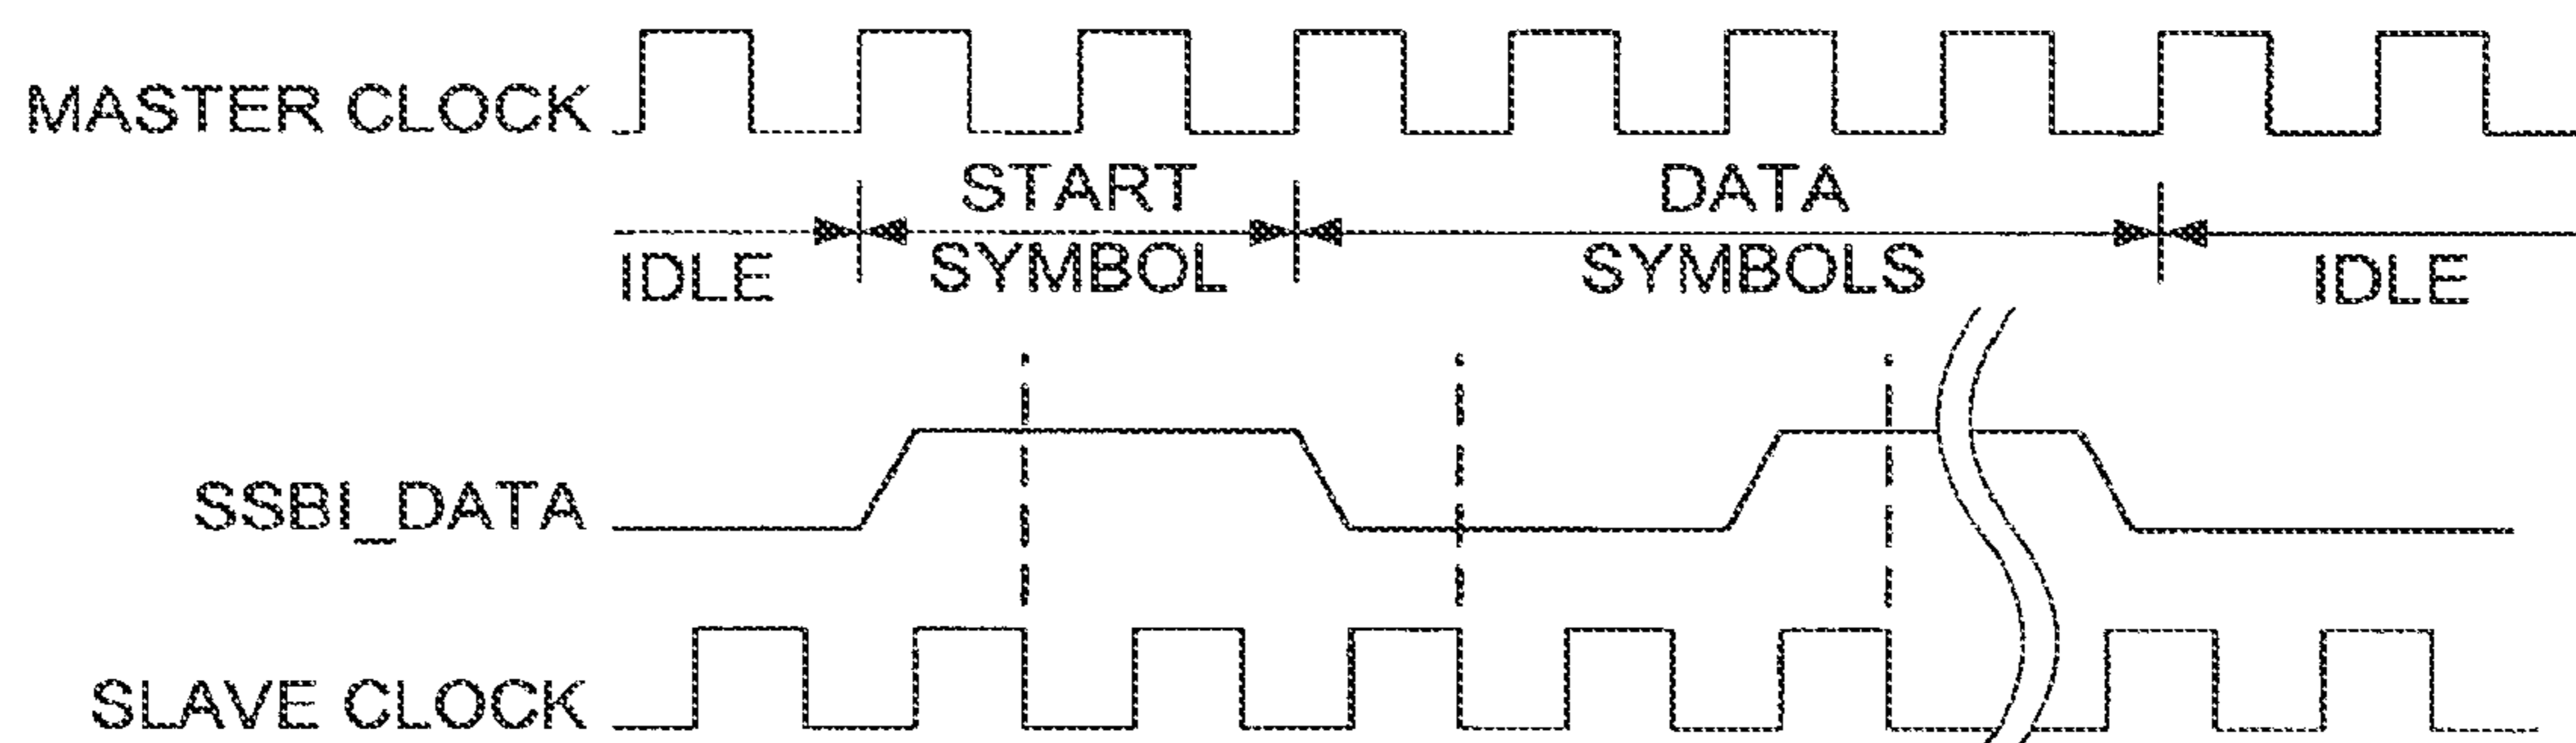 MASTER CLOCK
START
SYMBOL
DATA
SYMBOLS
IDLE
IDLE
SSBI_DATA
SLAVE CLOCK